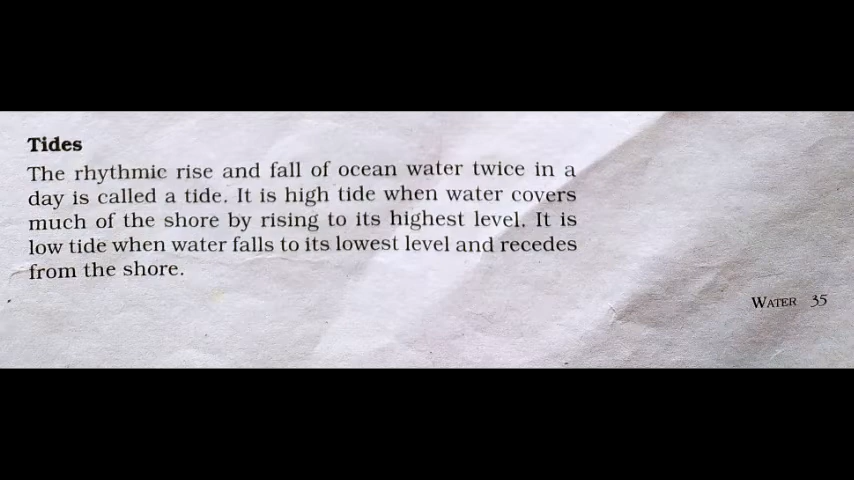 Tides
The rhythmic rise and fall of ocean water twice in a
day is called a tide. It is high tide when water covers
much of the shore by rising to its highest level. It is
low tide when water falls to its lowest level and recedes
from the shore.
WATER 35